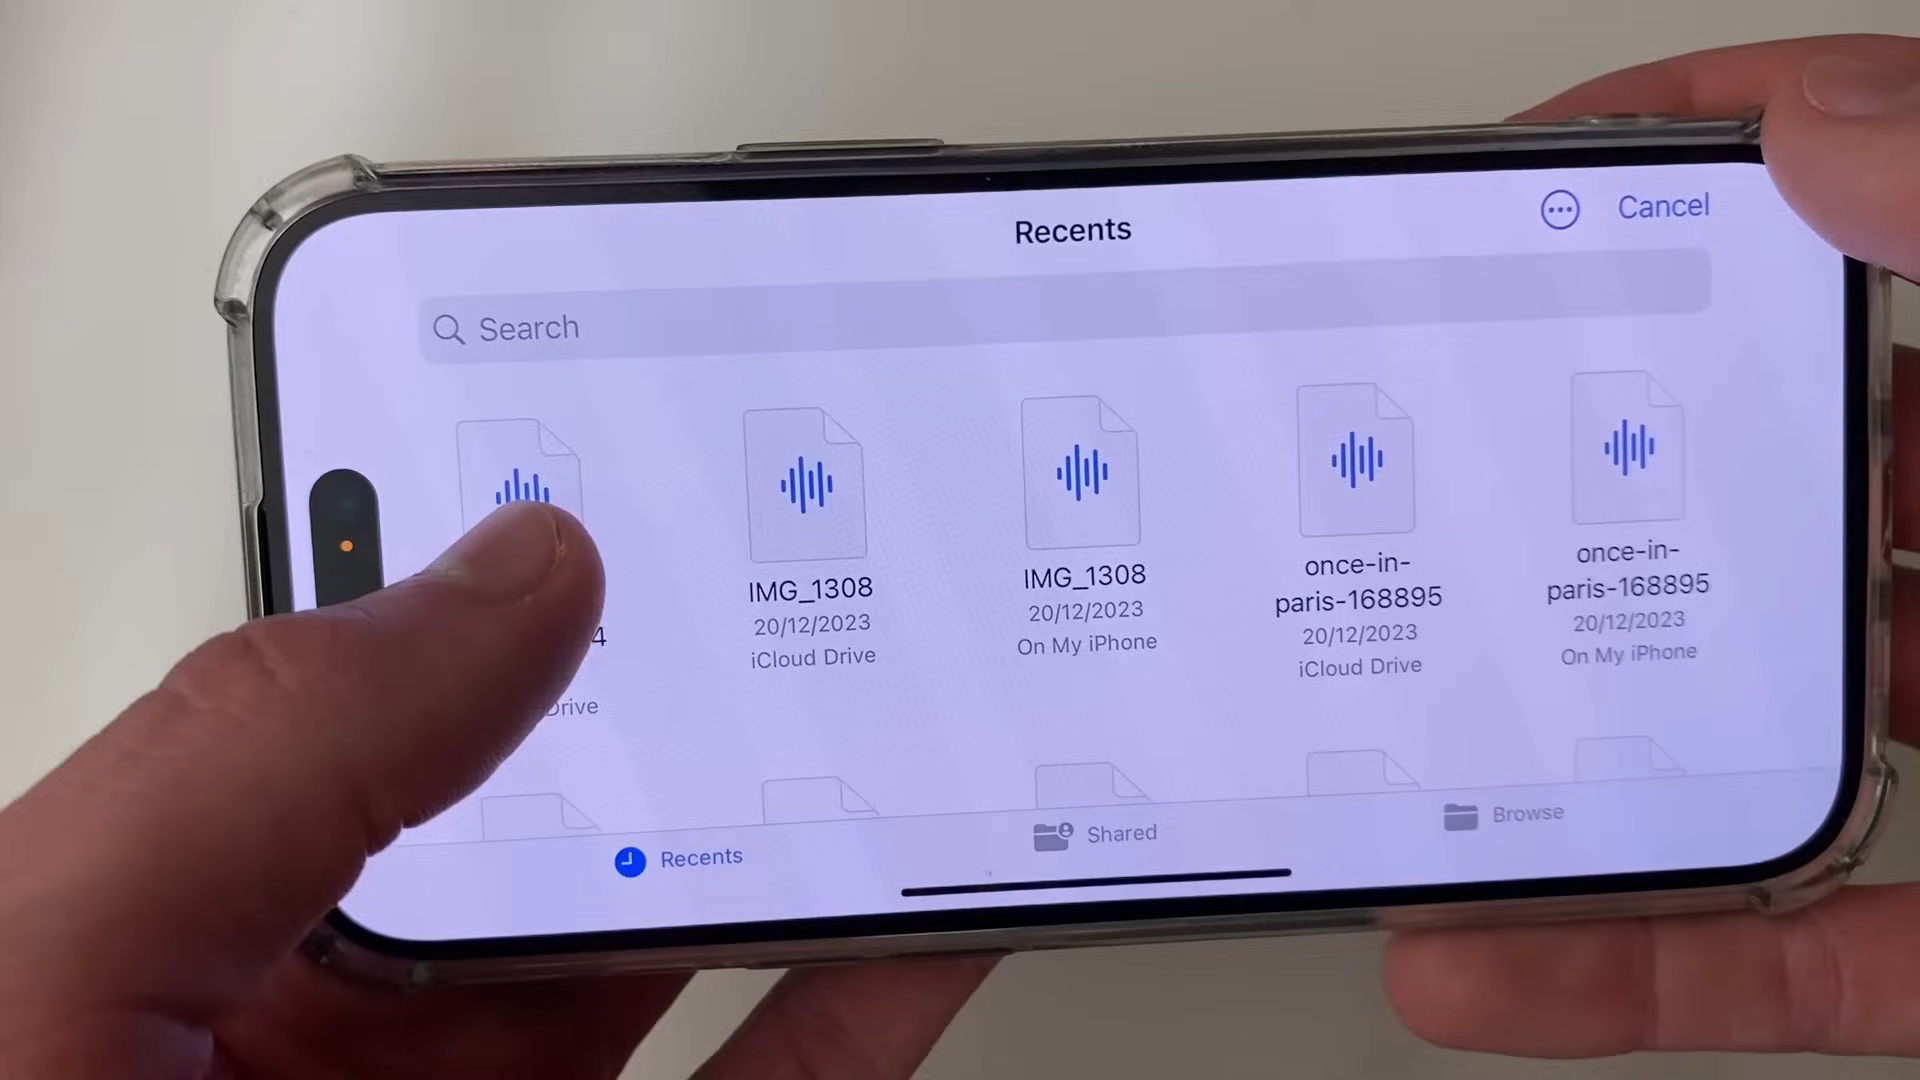 Recents
Cancel
Search
4
Drive
IMG_1308
20/12/2023
iCloud Drive
IMG_1308
20/12/2023
On My iPhone
once-in-
paris-168895
20/12/2023
iCloud Drive
once-in-
paris-168895
20/12/2023
On My iPhone
Recents
Shared
Browse